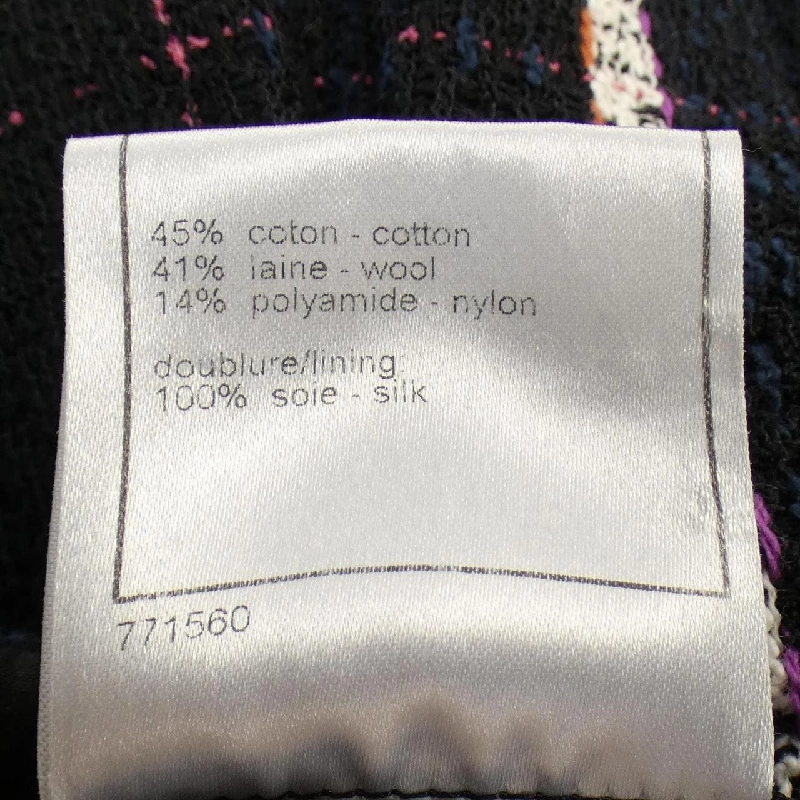 45% coton - cotton
41% laine - wool
14% polyamide - nylon
doublure/lining:
100% soie - silk
771560